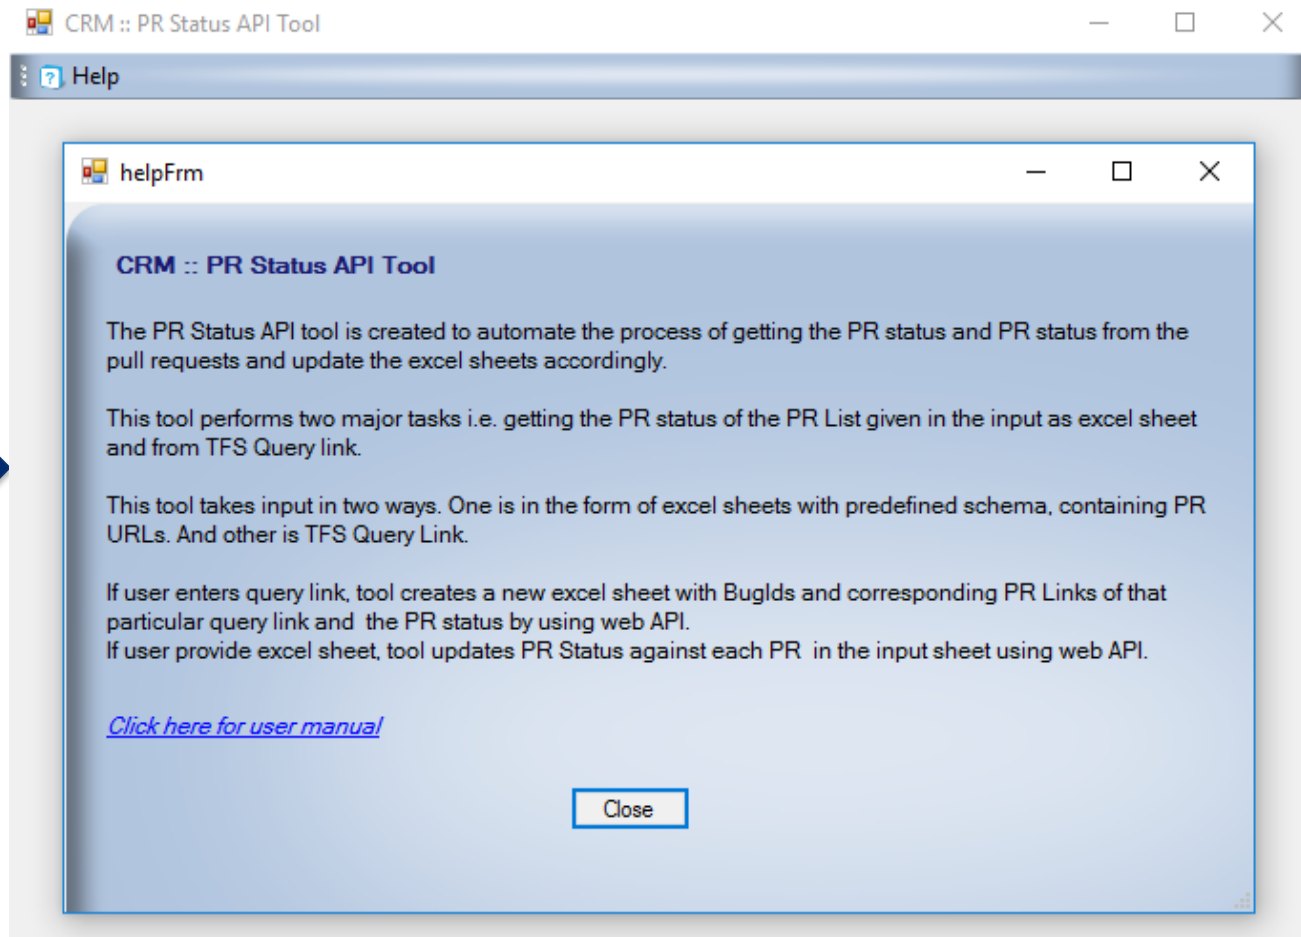 CRM :: PR Status API Tool
Help
helpFrm
CRM :: PR Status API Tool
The PR Status API tool is created to automate the process of getting the PR status and PR status from the
pull requests and update the excel sheets accordingly.
This tool performs two major tasks i.e. getting the PR status of the PR List given in the input as excel sheet
and from TFS Query link.
This tool takes input in two ways. One is in the form of excel sheets with predefined schema, containing PR
URLs. And other is TFS Query Link.
If user enters query link, tool creates a new excel sheet with BugIds and corresponding PR Links of that
particular query link and  the PR status by using web API.
If user provide excel sheet, tool updates PR Status against each PR  in the input sheet using web API.
Click here for user manual
Close